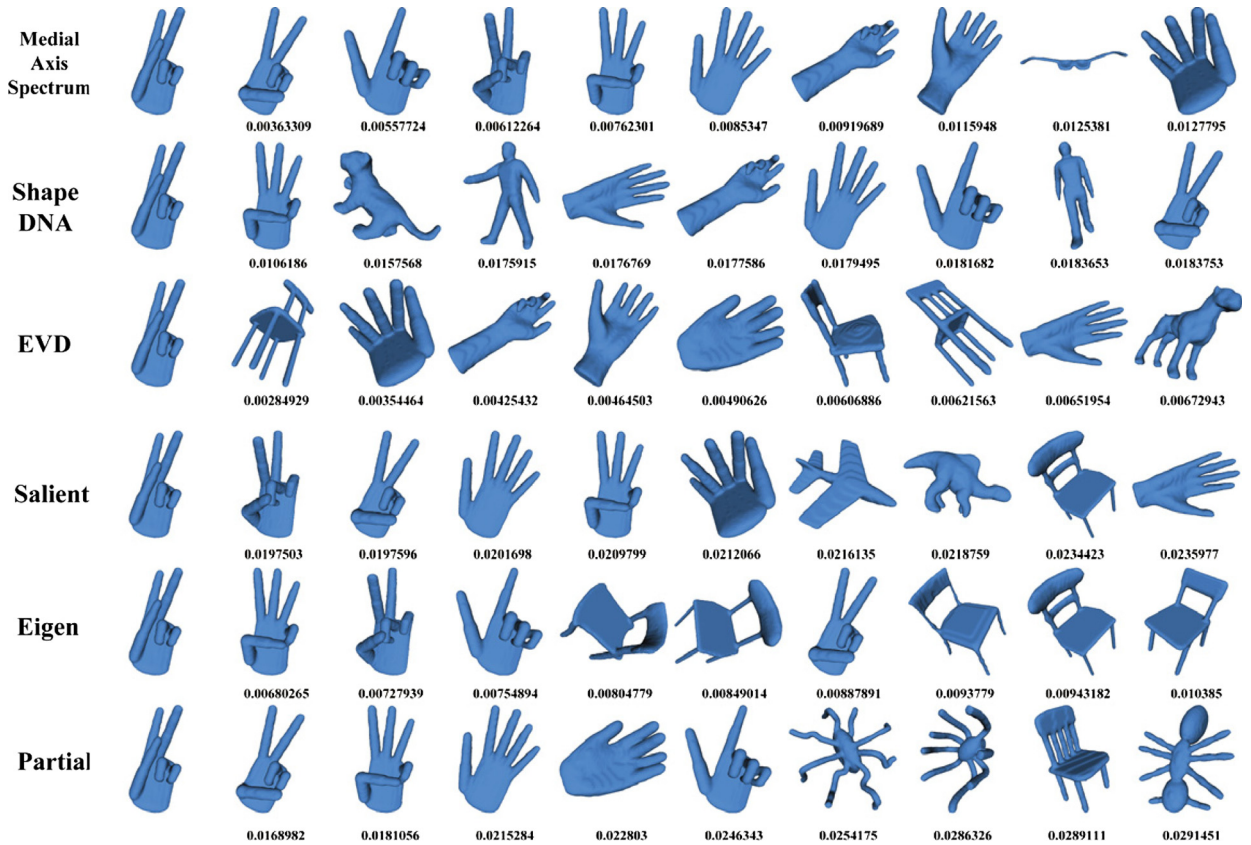 Medial
Axis
Spectrum
0.00363309 0.00557724 0.00612264 0.00762301 0.0085347 0.00919689 0.0115948 0.0125381 0.0127795
Shape
DNA
0.0106186 0.0157568 0.0175915 0.0176769 0.0177586 0.0179495 0.0181682 0.0183653 0.0183753
EVD
0.00284929 0.00354464 0.00425432 0.00464503 0.00490626 0.00606886 0.00621563 0.00651954 0.00672943
Salient
0.0197503 0.0197596 0.0201698 0.0209799 0.0212066 0.0216135 0.0218759 0.0234423 0.0235977
Eigen
0.00680265 0.00727939 0.00754894 0.00804779 0.00849014 0.00887891 0.0093779 0.00943182 0.010385
Partial
0.0168982 0.0181056 0.0215284 0.022803 0.0246343 0.0254175 0.0286326 0.0289111 0.0291451